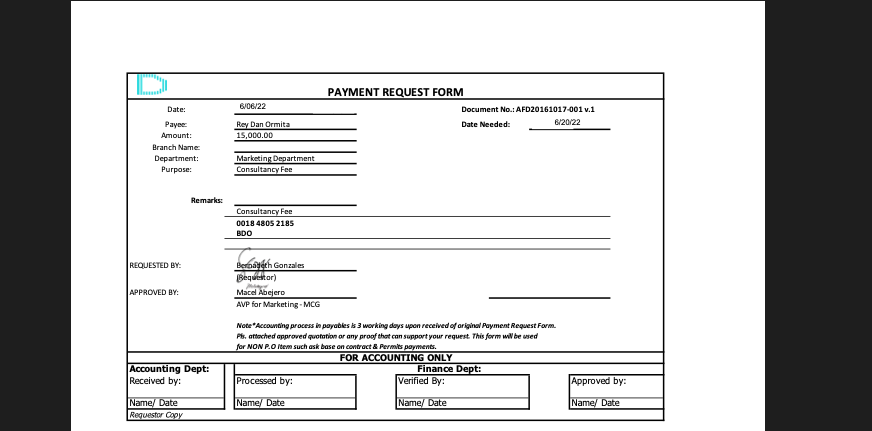 PAYMENT REQUEST FORM
Date: 6/06/22 Document No.: AFD20161017-001 v.1
Payee: Rey Dan Ormita Date Needed: 6/20/22
Amount: 15,000.00
Branch Name:
Department: Marketing Department
Purpose: Consultancy Fee
Remarks:
Consultancy Fee
0018 4805 2185
BDO
REQUESTED BY: Bernadeth Gonzales
(Requestor)
APPROVED BY: Macel Abejero
AVP for Marketing - MCG
Note*Accounting process in payables is 3 working days upon received of original Payment Request Form.
Pls. attached approved quotation or any proof that can support your request. This form will be used
for NON P.O Item such ask base on contract & Permits payments.
FOR ACCOUNTING ONLY
Accounting Dept: Finance Dept:
Received by: Processed by: Verified By: Approved by:
Name/ Date Name/ Date Name/ Date Name/ Date
Requestor Copy